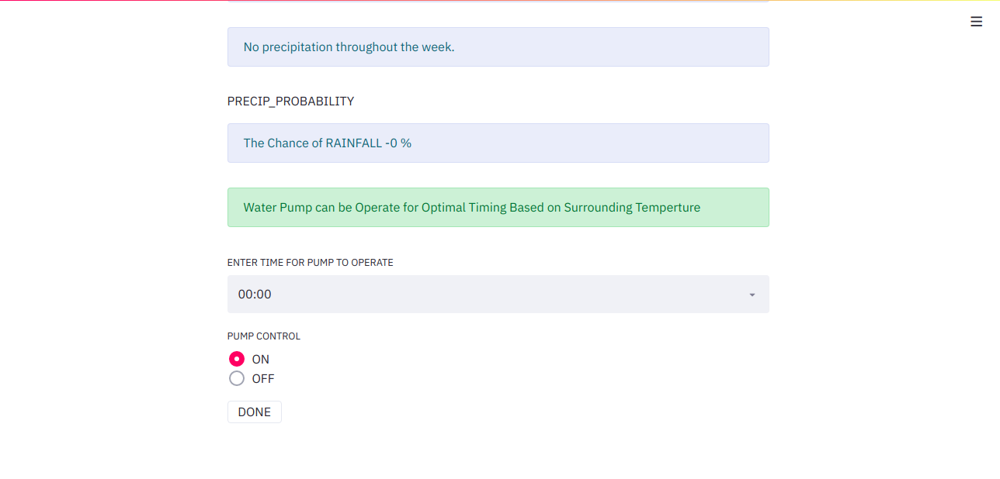 No precipitation throughout the week.
PRECIP_PROBABILITY
The Chance of RAINFALL -0 %
Water Pump can be Operate for Optimal Timing Based on Surrounding Temperture
ENTER TIME FOR PUMP TO OPERATE
00:00
PUMP CONTROL
ON
OFF
DONE